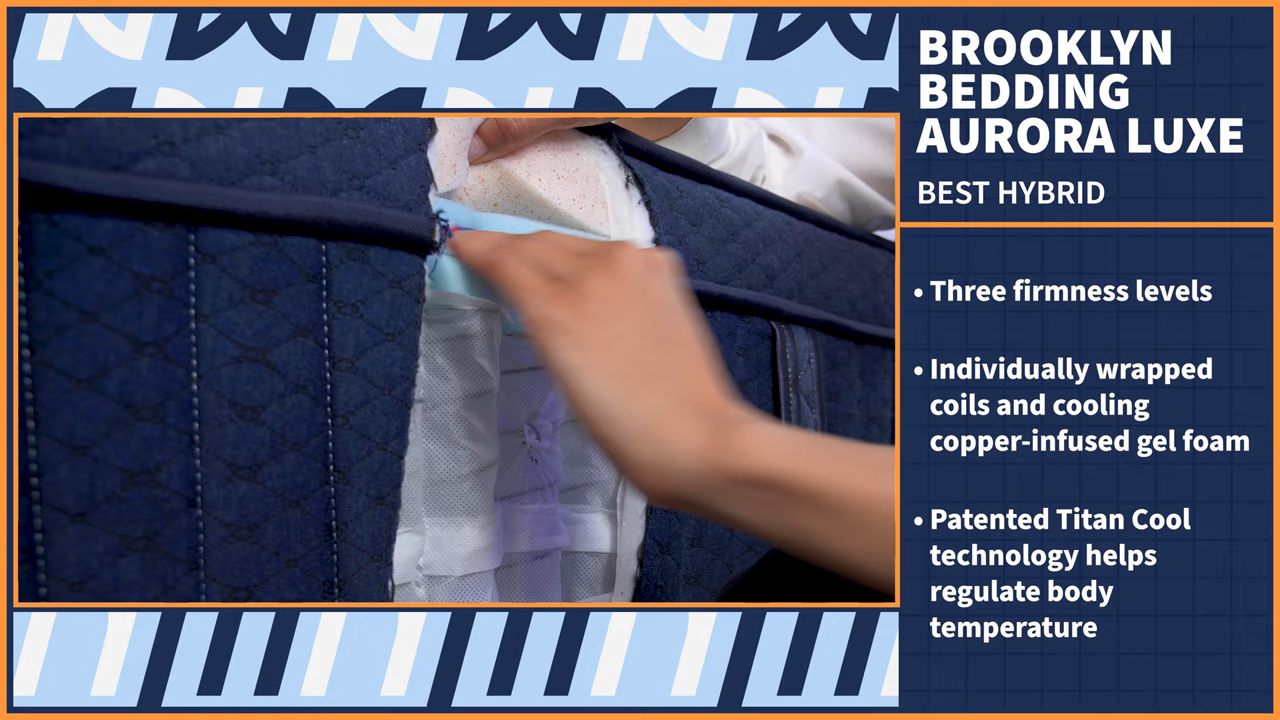 BROOKLYN
BEDDING
AURORA LUXE
BEST HYBRID
• Three firmness levels
• Individually wrapped
coils and cooling
copper-infused gel foam
• Patented Titan Cool
technology helps
regulate body
temperature